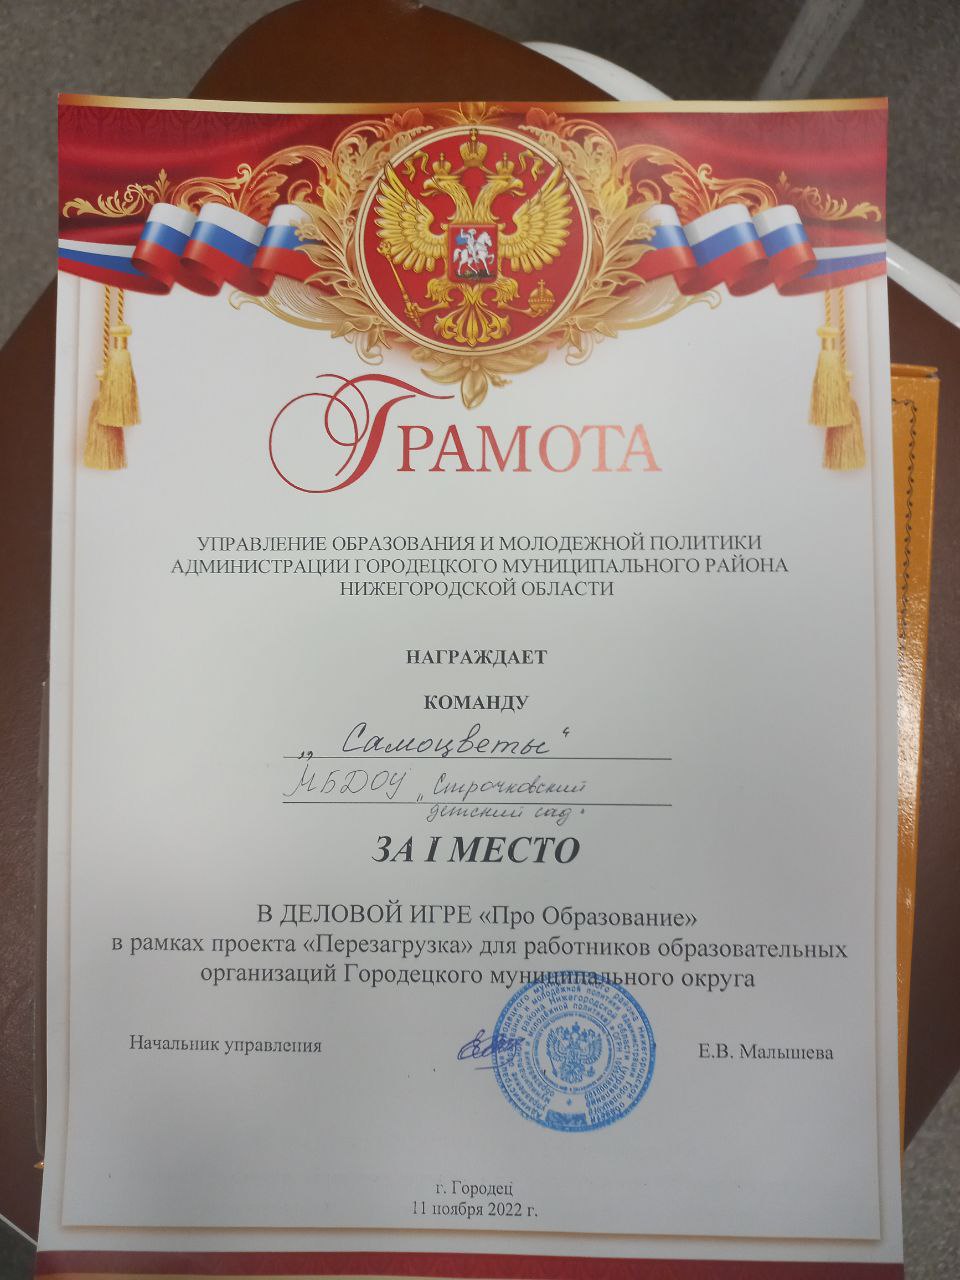 ГРАМОТА
УПРАВЛЕНИЕ ОБРАЗОВАНИЯ И МОЛОДЕЖНОЙ ПОЛИТИКИ
АДМИНИСТРАЦИИ ГОРОДЕЦКОГО МУНИЦИПАЛЬНОГО РАЙОНА
НИЖЕГОРОДСКОЙ ОБЛАСТИ
НАГРАЖДАЕТ
КОМАНДУ
„Самоцветы“
МБДОУ „Строчковский
детский сад“
ЗА I МЕСТО
В ДЕЛОВОЙ ИГРЕ «Про Образование»
в рамках проекта «Перезагрузка» для работников образовательных
организаций Городецкого муниципального округа
Начальник управления
Е.В. Малышева
г. Городец
11 ноября 2022 г.